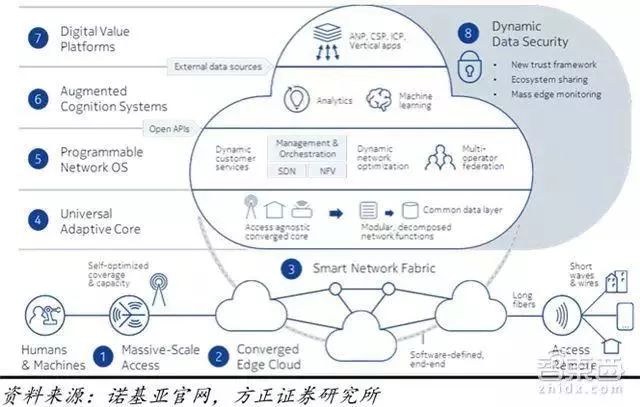 7
Digital Value
Platforms
ANP, CSP, ICP,
Vertical apps
8
Dynamic
Data Security
New trust framework
Ecosystem sharing
Mass edge monitoring
External data sources
6
Augmented
Cognition Systems
Analytics
Machine
learning
Open APIs
5
Programmable
Network OS
Dynamic
customer
services
Management &
Orchestration
SDN
NFV
Dynamic
network
optimization
Multi-
operator
federation
4
Universal
Adaptive Core
Access agnostic
converged core
Modular, decomposed
network functions
Common data layer
Self-optimized
coverage
& capacity
3
Smart Network Fabric
Short
waves
& wires
Long
fibers
Humans
& Machines
1
Massive-Scale
Access
2
Converged
Edge Cloud
Software-defined,
end-end
Access
Remote
智东西
zhidx.com
资料来源：诺基亚官网，方正证券研究所